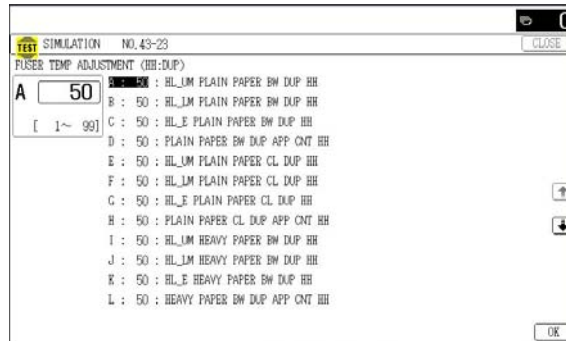 TEST SIMULATION NO.43-23
CLOSE
FUSER TEMP ADJUSTMENT (HH:DUP)
A 50
[ 1~ 99]
A : 50 : HL_UM PLAIN PAPER BW DUP HH
B : 50 : HL_LM PLAIN PAPER BW DUP HH
C : 50 : HL_E PLAIN PAPER BW DUP HH
D : 50 : PLAIN PAPER BW DUP APP CNT HH
E : 50 : HL_UM PLAIN PAPER CL DUP HH
F : 50 : HL_LM PLAIN PAPER CL DUP HH
G : 50 : HL_E PLAIN PAPER CL DUP HH
H : 50 : PLAIN PAPER CL DUP APP CNT HH
I : 50 : HL_UM HEAVY PAPER BW DUP HH
J : 50 : HL_LM HEAVY PAPER BW DUP HH
K : 50 : HL_E HEAVY PAPER BW DUP HH
L : 50 : HEAVY PAPER BW DUP APP CNT HH
OK